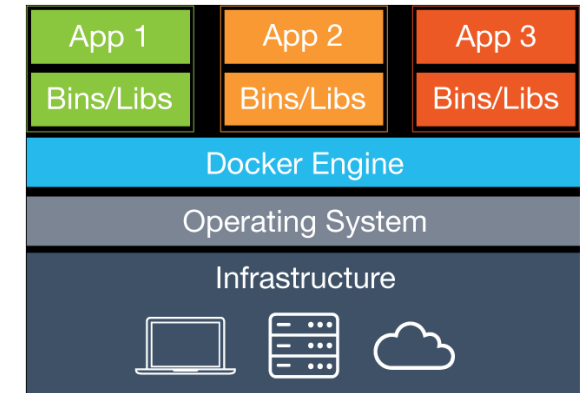 App 1
App 2
App 3
Bins/Libs
Bins/Libs
Bins/Libs
Docker Engine
Operating System
Infrastructure